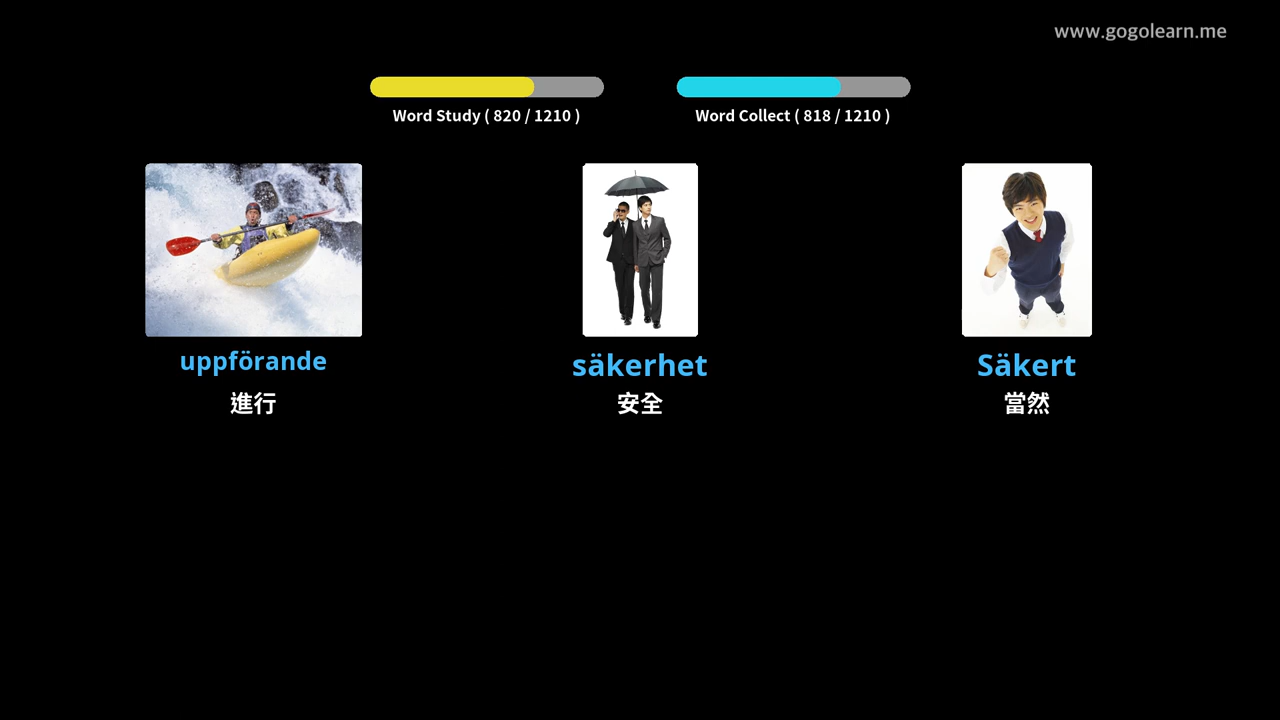 www.gogolearn.me
Word Study ( 820 / 1210 )
Word Collect ( 818 / 1210 )
uppförande
säkerhet
Säkert
進行
安全
當然